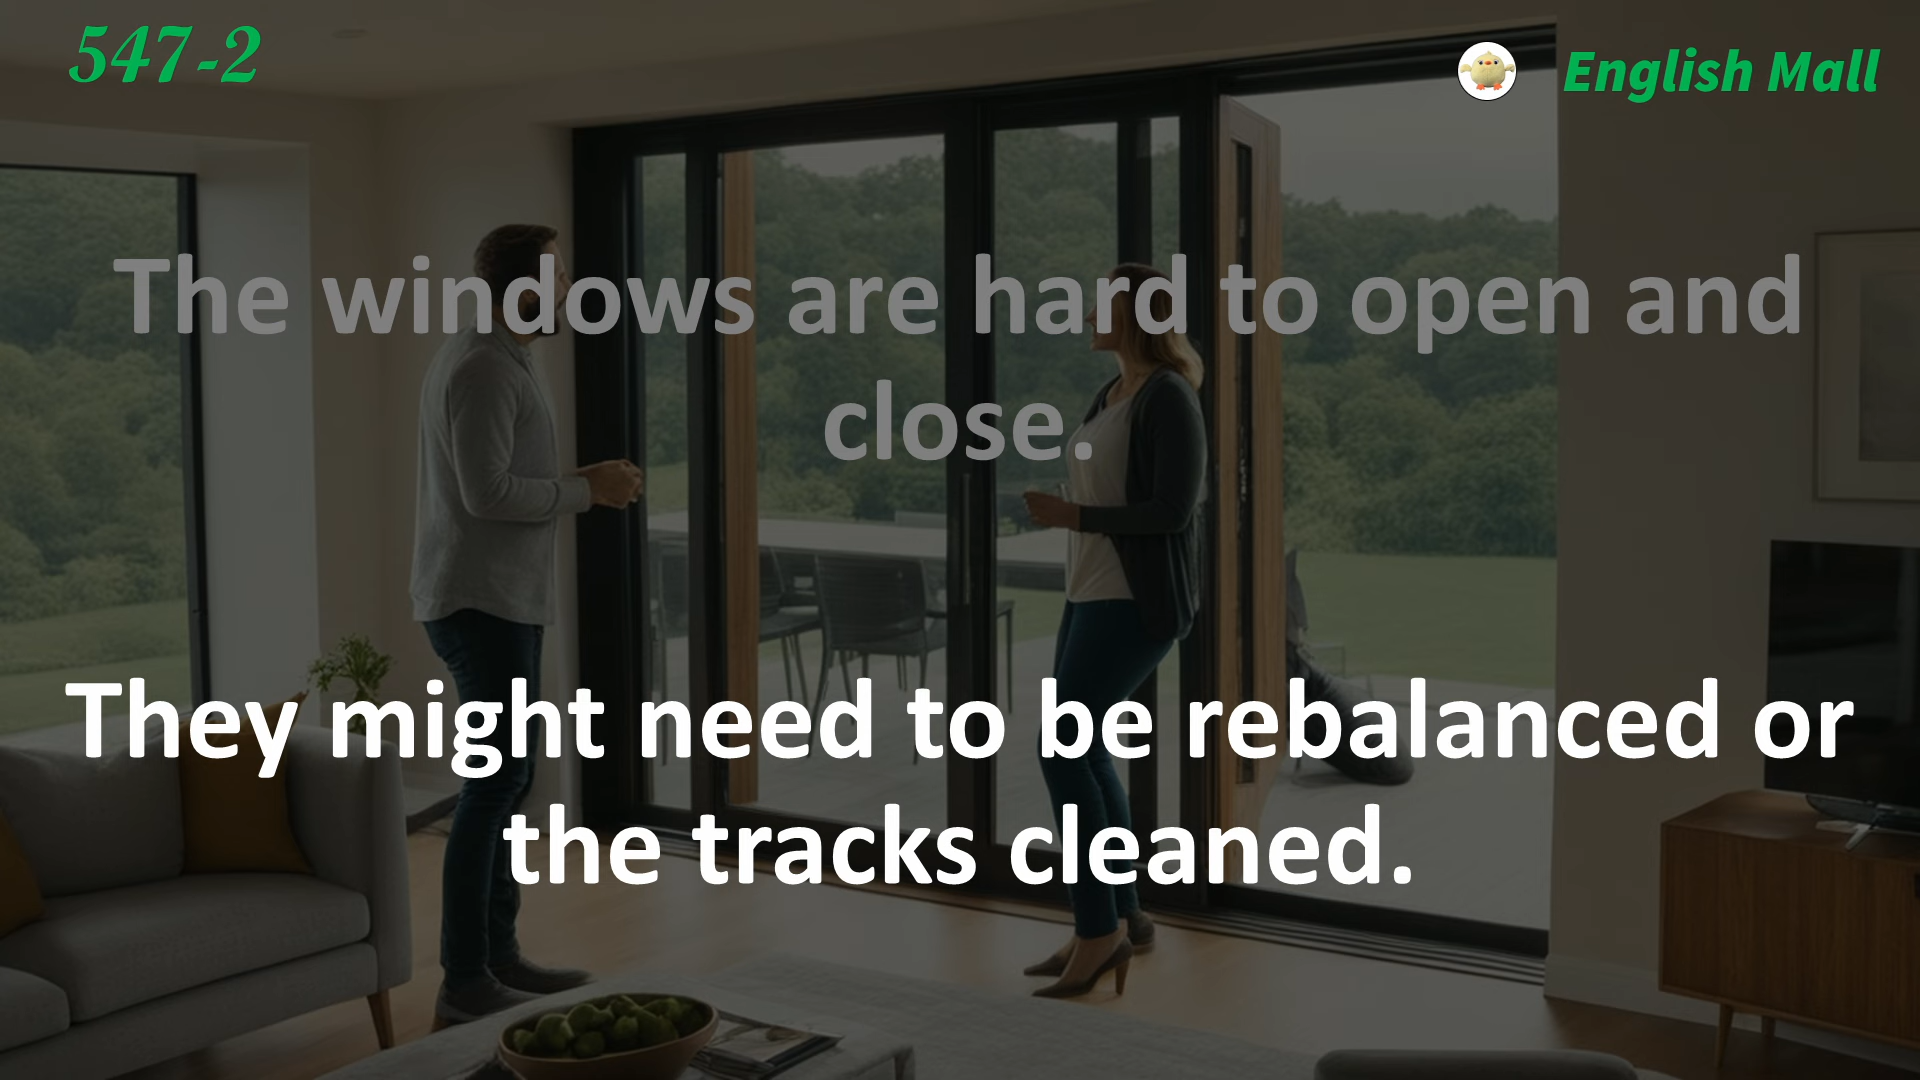 547-2
English Mall
The windows are hard to open and
close.
They might need to be rebalanced or
the tracks cleaned.